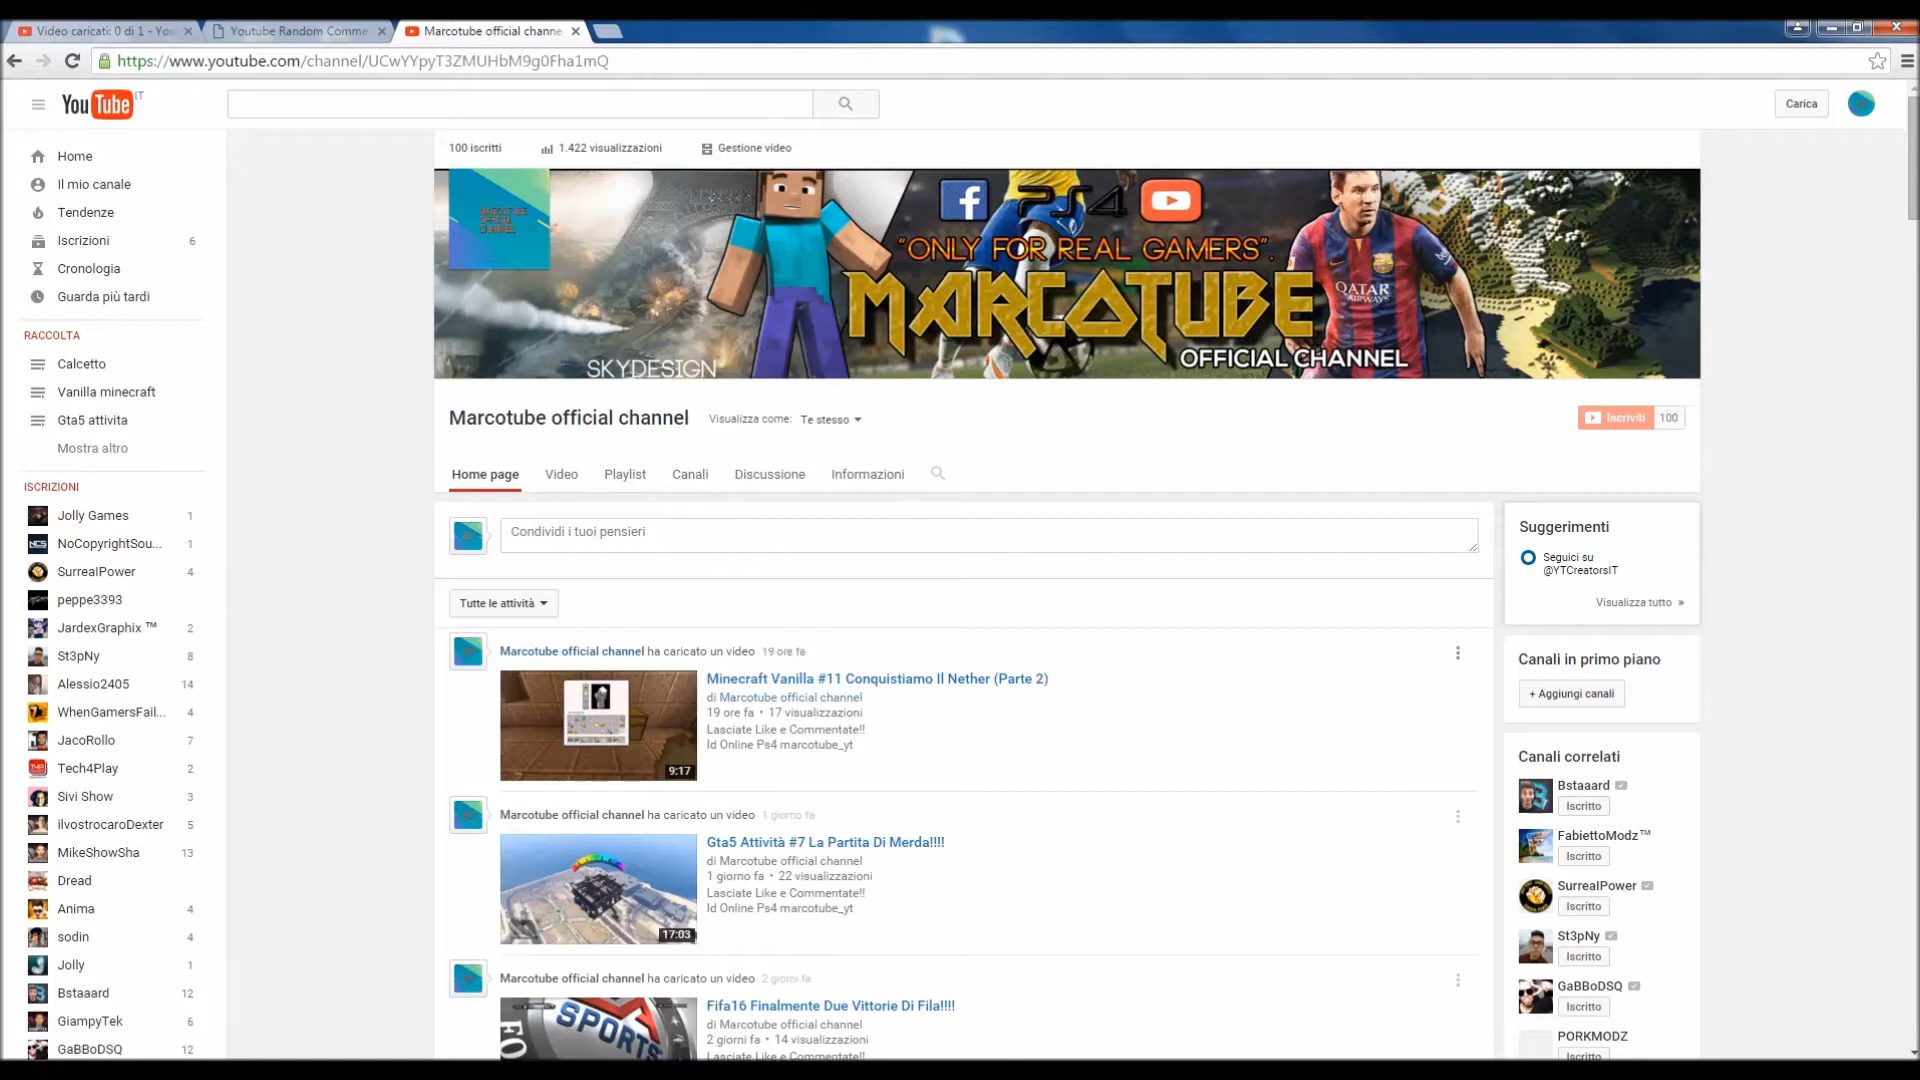 Video caricati: 0 di 1 - You
Youtube Random Comme
Marcotube official channe
https://www.youtube.com/channel/UCwYYpyT3ZMUHbM9g0Fha1mQ
YouTube IT
Carica
Home
Il mio canale
Tendenze
Iscrizioni 6
Cronologia
Guarda più tardi
RACCOLTA
Calcetto
Vanilla minecraft
Gta5 attivita
Mostra altro
ISCRIZIONI
Jolly Games 1
NoCopyrightSou... 1
SurrealPower 4
peppe3393
JardexGraphix ™ 2
St3pNy 8
Alessio2405 14
WhenGamersFail... 4
JacoRollo 7
Tech4Play 2
Sivi Show 3
ilvostrocaroDexter 5
MikeShowSha 13
Dread
Anima 4
sodin 4
Jolly 1
Bstaaard 12
GiampyTek 6
GaBBoDSQ 12
100 iscritti
1.422 visualizzazioni
Gestione video
MARCOTUBE
OFFICIAL
CHANNEL
PS4
"ONLY FOR REAL GAMERS".
MARCOTUBE
OFFICIAL CHANNEL
SKYDESIGN
QATAR
AIRWAYS
Marcotube official channel
Visualizza come: Te stesso
Iscriviti 100
Home page
Video
Playlist
Canali
Discussione
Informazioni
Condividi i tuoi pensieri
Tutte le attività
Marcotube official channel ha caricato un video 19 ore fa
Minecraft Vanilla #11 Conquistiamo Il Nether (Parte 2)
di Marcotube official channel
19 ore fa • 17 visualizzazioni
Lasciate Like e Commentate!!
Id Online Ps4 marcotube_yt
9:17
Marcotube official channel ha caricato un video 1 giorno fa
Gta5 Attività #7 La Partita Di Merda!!!!
di Marcotube official channel
1 giorno fa • 22 visualizzazioni
Lasciate Like e Commentate!!
Id Online Ps4 marcotube_yt
17:03
Marcotube official channel ha caricato un video 2 giorni fa
Fifa16 Finalmente Due Vittorie Di Fila!!!!
di Marcotube official channel
2 giorni fa • 14 visualizzazioni
Lasciate Like e Commentate!!
SPORTS
Suggerimenti
Seguici su
@YTCreatorsIT
Visualizza tutto »
Canali in primo piano
+ Aggiungi canali
Canali correlati
Bstaaard
Iscritto
FabiettoModz™
Iscritto
SurrealPower
Iscritto
St3pNy
Iscritto
GaBBoDSQ
Iscritto
PORKMODZ
Iscritto